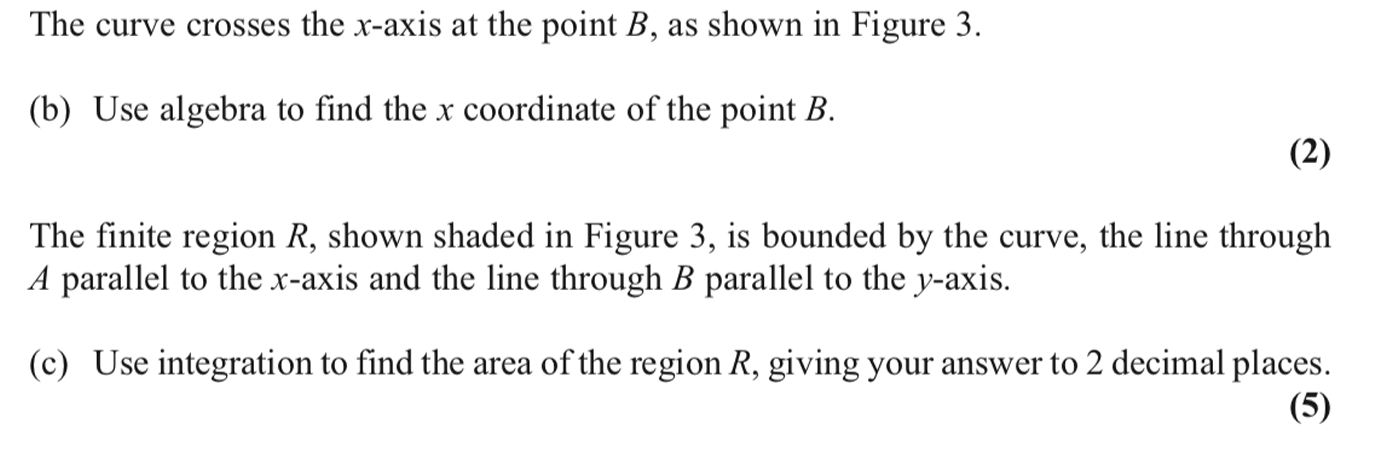 The curve crosses the x-axis at the point B, as shown in Figure 3.
(b) Use algebra to find the x coordinate of the point B.
(2)
The finite region R, shown shaded in Figure 3, is bounded by the curve, the line through
A parallel to the x-axis and the line through B parallel to the y-axis.
(c) Use integration to find the area of the region R, giving your answer to 2 decimal places.
(5)